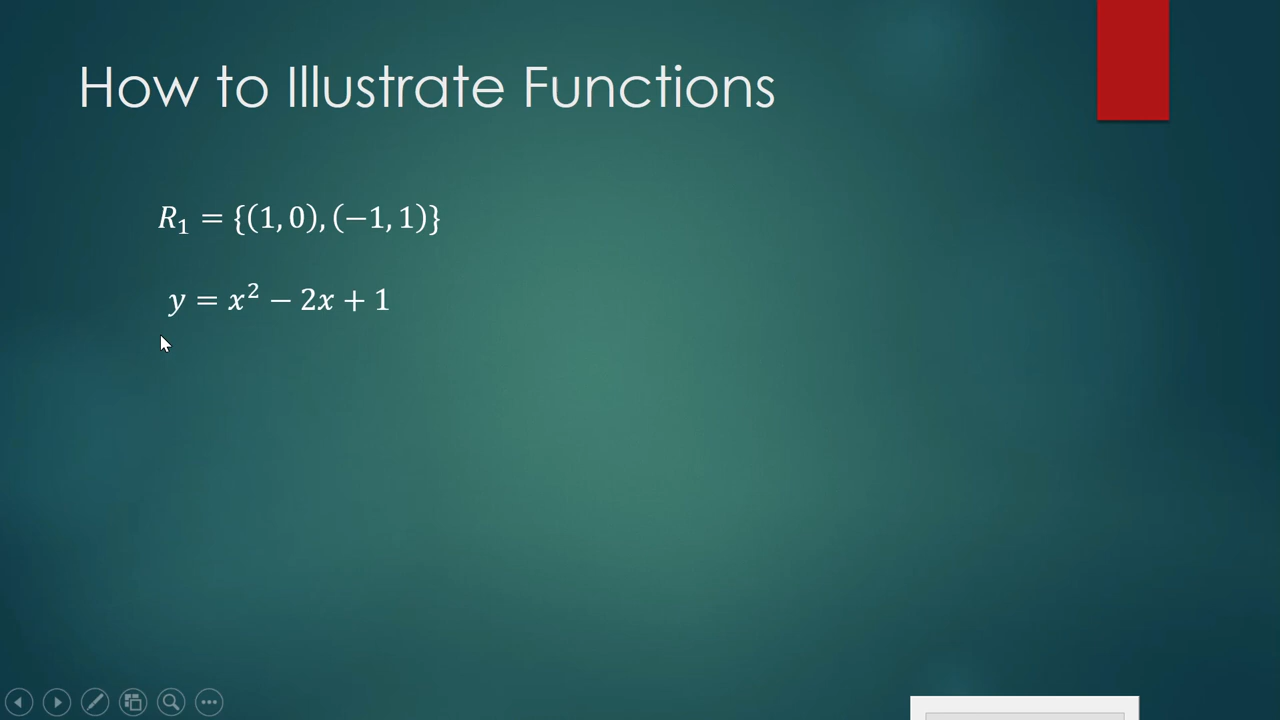 How to Illustrate Functions
R₁ = {(1, 0), (−1, 1)}
y = x² − 2x + 1